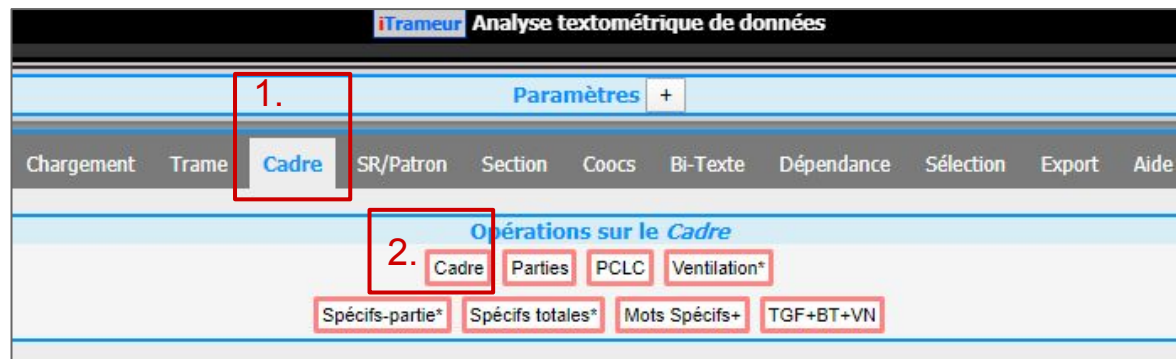 iTrameur Analyse textométrique de données
Paramètres +
1.
Chargement Trame Cadre SR/Patron Section Coocs Bi-Texte Dépendance Sélection Export Aide
Opérations sur le Cadre
2.
Cadre Parties PCLC Ventilation*
Spécifs-partie* Spécifs totales* Mots Spécifs+ TGF+BT+VN